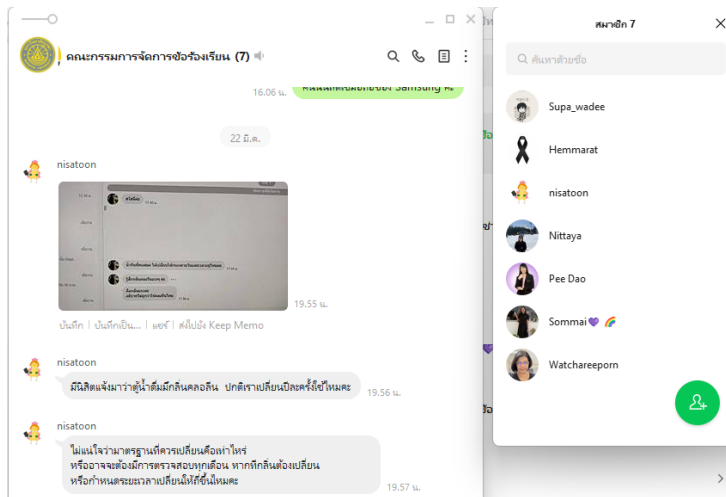 คณะกรรมการจัดการข้อร้องเรียน (7)
16.06 น.
22 มี.ค.
nisatoon
สวัสดีค่ะ
19.55 น.
บันทึก | บันทึกเป็น... | แชร์ | ส่งไปยัง Keep Memo
nisatoon
มีนิสิตแจ้งมาว่าตู้น้ำดื่มมีกลิ่นคลอลีน ปกติเราเปลี่ยนปีละครั้งใช่ไหมคะ
19.56 น.
nisatoon
ไม่แน่ใจว่ามาตรฐานที่ควรเปลี่ยนคือเท่าไหร่
หรืออาจจะต้องมีการตรวจสอบทุกเดือน หากทีกลิ่นต้องเปลี่ยน
หรือกำหนดระยะเวลาเปลี่ยนให้ถี่ขึ้นไหมคะ
19.57 น.
สมาชิก 7
ค้นหาด้วยชื่อ
Supa_wadee
Hemmarat
nisatoon
Nittaya
Pee Dao
Sommai
Watchareeporn